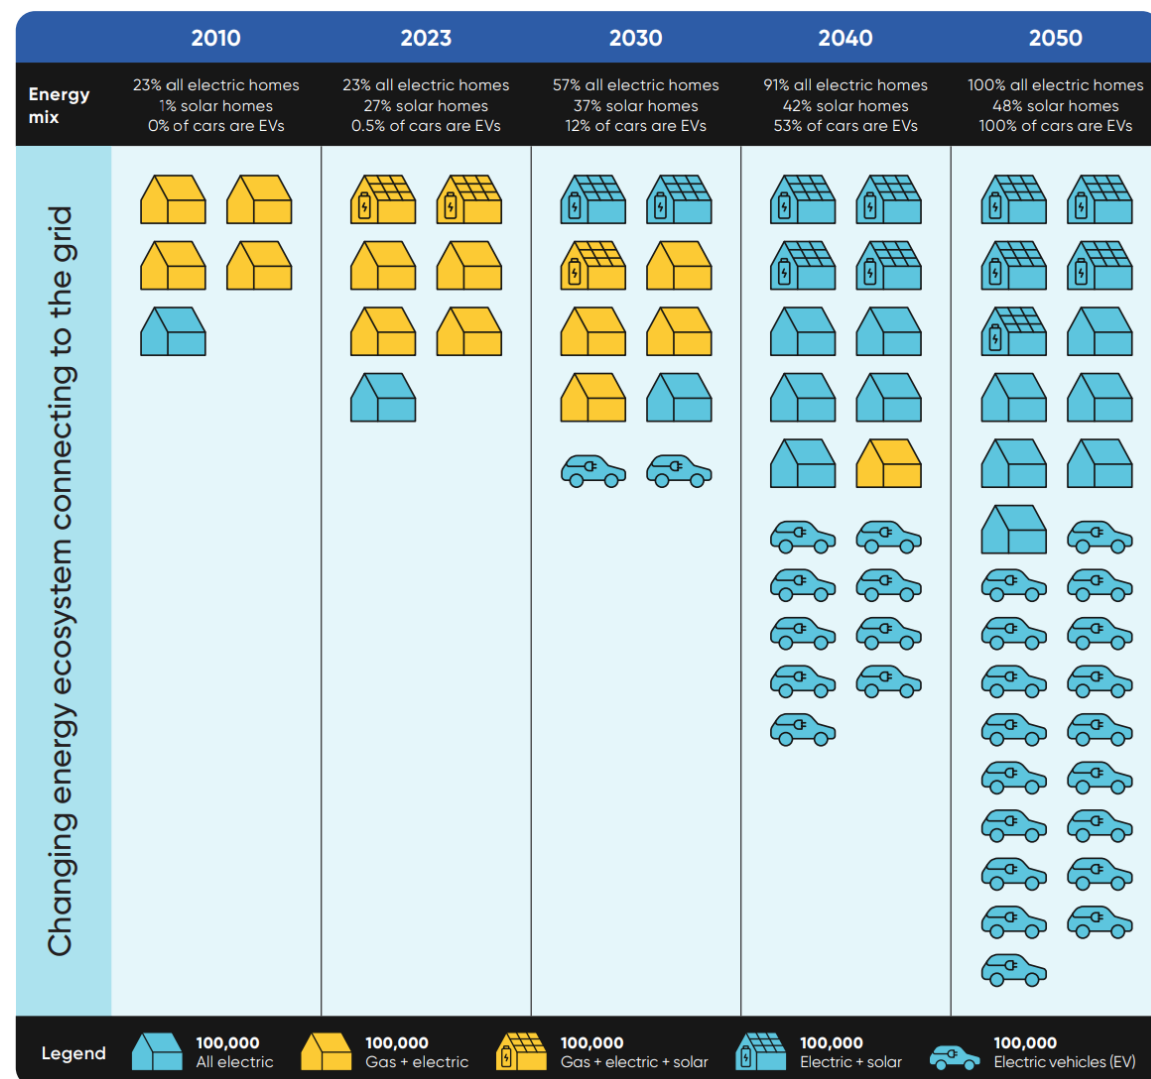 2010
2023
2030
2040
2050
Energy
mix
23% all electric homes
1% solar homes
0% of cars are EVs
23% all electric homes
27% solar homes
0.5% of cars are EVs
57% all electric homes
37% solar homes
12% of cars are EVs
91% all electric homes
42% solar homes
53% of cars are EVs
100% all electric homes
48% solar homes
100% of cars are EVs
Changing energy ecosystem connecting to the grid
Legend
100,000
All electric
100,000
Gas + electric
100,000
Gas + electric + solar
100,000
Electric + solar
100,000
Electric vehicles (EV)